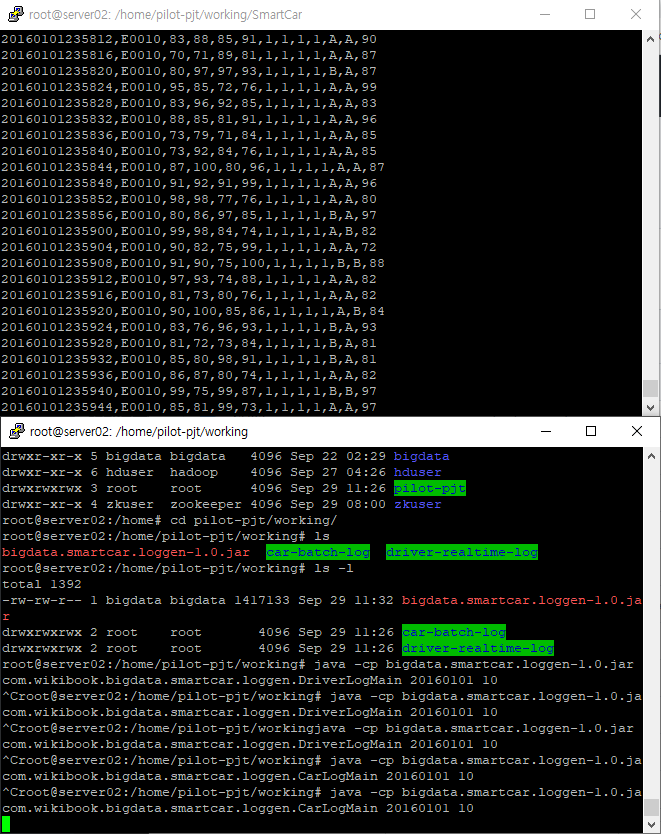 root@server02: /home/pilot-pjt/working/SmartCar
20160101235812,E0010,83,88,85,91,1,1,1,1,A,A,90
20160101235816,E0010,70,71,89,81,1,1,1,1,A,A,87
20160101235820,E0010,80,97,97,93,1,1,1,1,B,A,87
20160101235824,E0010,95,85,72,76,1,1,1,1,A,A,99
20160101235828,E0010,83,96,92,85,1,1,1,1,A,A,83
20160101235832,E0010,88,85,81,91,1,1,1,1,A,A,96
20160101235836,E0010,73,79,71,84,1,1,1,1,A,A,85
20160101235840,E0010,73,92,84,76,1,1,1,1,A,A,85
20160101235844,E0010,87,100,80,96,1,1,1,1,A,A,87
20160101235848,E0010,91,92,91,99,1,1,1,1,A,A,96
20160101235852,E0010,98,98,77,76,1,1,1,1,A,A,80
20160101235856,E0010,80,86,97,85,1,1,1,1,B,A,97
20160101235900,E0010,99,98,84,74,1,1,1,1,A,B,82
20160101235904,E0010,90,82,75,99,1,1,1,1,A,A,72
20160101235908,E0010,91,90,75,100,1,1,1,1,B,B,88
20160101235912,E0010,97,93,74,88,1,1,1,1,A,A,82
20160101235916,E0010,81,73,80,76,1,1,1,1,A,A,82
20160101235920,E0010,90,100,85,86,1,1,1,1,A,B,84
20160101235924,E0010,83,76,96,93,1,1,1,1,B,A,93
20160101235928,E0010,81,72,73,84,1,1,1,1,B,A,81
20160101235932,E0010,85,80,98,91,1,1,1,1,B,A,81
20160101235936,E0010,86,87,80,74,1,1,1,1,A,A,82
20160101235940,E0010,99,75,99,87,1,1,1,1,B,B,97
20160101235944,E0010,85,81,99,73,1,1,1,1,A,A,97
root@server02: /home/pilot-pjt/working
drwxr-xr-x 5 bigdata bigdata   4096 Sep 22 02:29 bigdata
drwxr-xr-x 6 hduser  hadoop    4096 Sep 27 04:26 hduser
drwxrwxrwx 3 root    root      4096 Sep 29 11:26 pilot-pjt
drwxr-xr-x 4 zkuser  zookeeper 4096 Sep 29 08:00 zkuser
root@server02:/home# cd pilot-pjt/working/
root@server02:/home/pilot-pjt/working# ls
bigdata.smartcar.loggen-1.0.jar  car-batch-log  driver-realtime-log
root@server02:/home/pilot-pjt/working# ls -l
total 1392
-rw-rw-r-- 1 bigdata bigdata 1417133 Sep 29 11:32 bigdata.smartcar.loggen-1.0.ja
r
drwxrwxrwx 2 root    root       4096 Sep 29 11:26 car-batch-log
drwxrwxrwx 2 root    root       4096 Sep 29 11:26 driver-realtime-log
root@server02:/home/pilot-pjt/working# java -cp bigdata.smartcar.loggen-1.0.jar
com.wikibook.bigdata.smartcar.loggen.DriverLogMain 20160101 10
^Croot@server02:/home/pilot-pjt/working# java -cp bigdata.smartcar.loggen-1.0.jar
com.wikibook.bigdata.smartcar.loggen.DriverLogMain 20160101 10
^Croot@server02:/home/pilot-pjt/workingjava -cp bigdata.smartcar.loggen-1.0.jar
com.wikibook.bigdata.smartcar.loggen.DriverLogMain 20160101 10
^Croot@server02:/home/pilot-pjt/working# java -cp bigdata.smartcar.loggen-1.0.jar
com.wikibook.bigdata.smartcar.loggen.CarLogMain 20160101 10
^Croot@server02:/home/pilot-pjt/working# java -cp bigdata.smartcar.loggen-1.0.jar
com.wikibook.bigdata.smartcar.loggen.CarLogMain 20160101 10